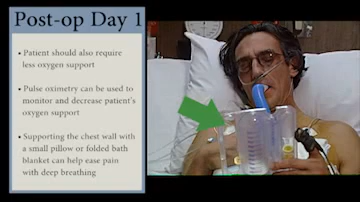 Post-op Day 1
• Patient should also require
less oxygen support
• Pulse oximetry can be used to
monitor and decrease patient's
oxygen support
• Supporting the chest wall with
a small pillow or folded bath
blanket can help ease pain
with deep breathing